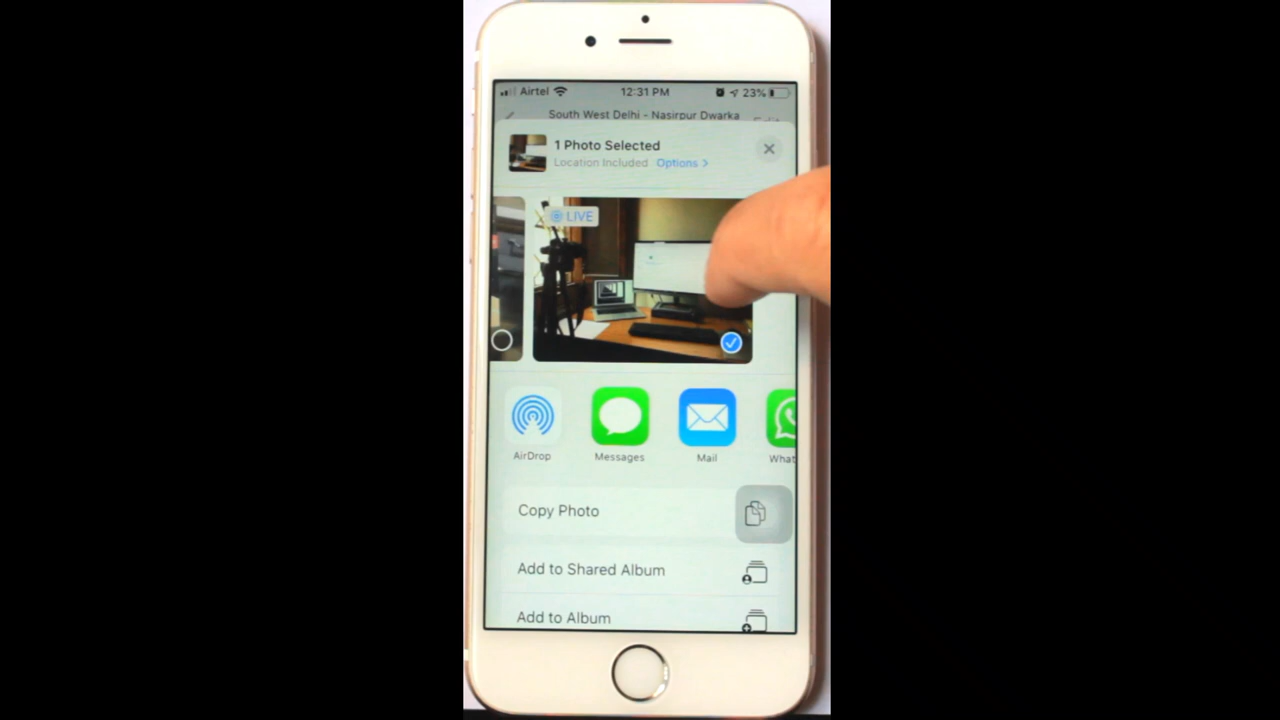 Airtel 12:31 PM 23%
South West Delhi - Nasirpur Dwarka Edit
1 Photo Selected
Location Included Options >
LIVE
AirDrop Messages Mail What
Copy Photo
Add to Shared Album
Add to Album